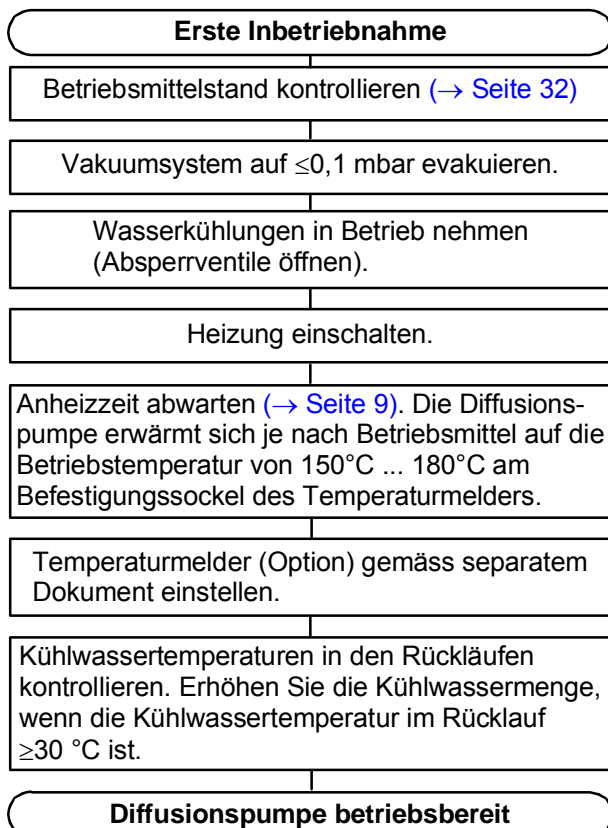 Erste Inbetriebnahme
Betriebsmittelstand kontrollieren (→ Seite 32)
Vakuumsystem auf ≤0,1 mbar evakuieren.
Wasserkühlungen in Betrieb nehmen
(Absperrventile öffnen).
Heizung einschalten.
Anheizzeit abwarten (→ Seite 9). Die Diffusions-
pumpe erwärmt sich je nach Betriebsmittel auf die
Betriebstemperatur von 150°C ... 180°C am
Befestigungssockel des Temperaturmelders.
Temperaturmelder (Option) gemäss separatem
Dokument einstellen.
Kühlwassertemperaturen in den Rückläufen
kontrollieren. Erhöhen Sie die Kühlwassermenge,
wenn die Kühlwassertemperatur im Rücklauf
≥30 °C ist.
Diffusionspumpe betriebsbereit